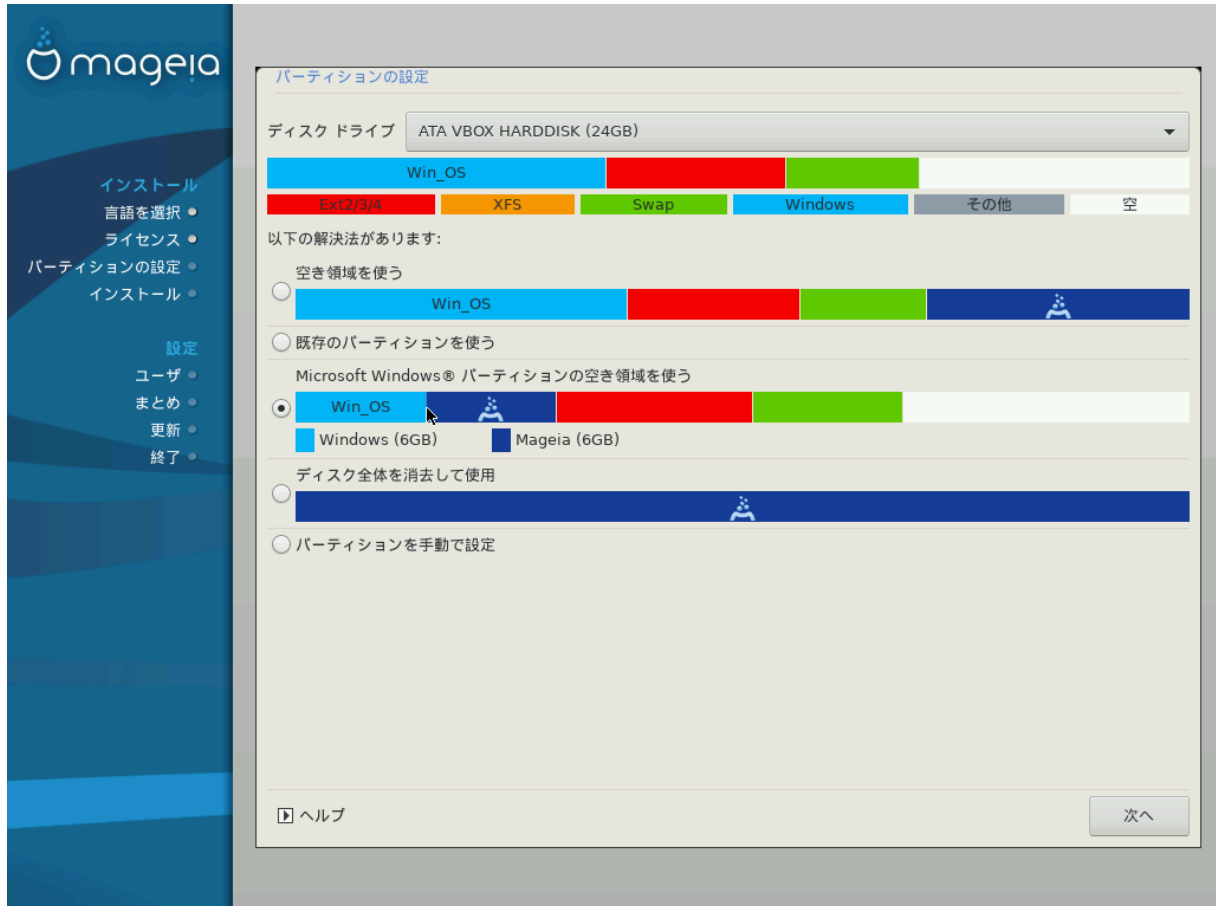 mageia
インストール
言語を選択
ライセンス
パーティションの設定
インストール
設定
ユーザ
まとめ
更新
終了
パーティションの設定
ディスク ドライブ ATA VBOX HARDDISK (24GB)
Win_OS
Ext2/3/4 XFS Swap Windows その他 空
以下の解決法があります:
空き領域を使う
Win_OS
既存のパーティションを使う
Microsoft Windows® パーティションの空き領域を使う
Win_OS
Windows (6GB) Mageia (6GB)
ディスク全体を消去して使用
パーティションを手動で設定
ヘルプ 次へ